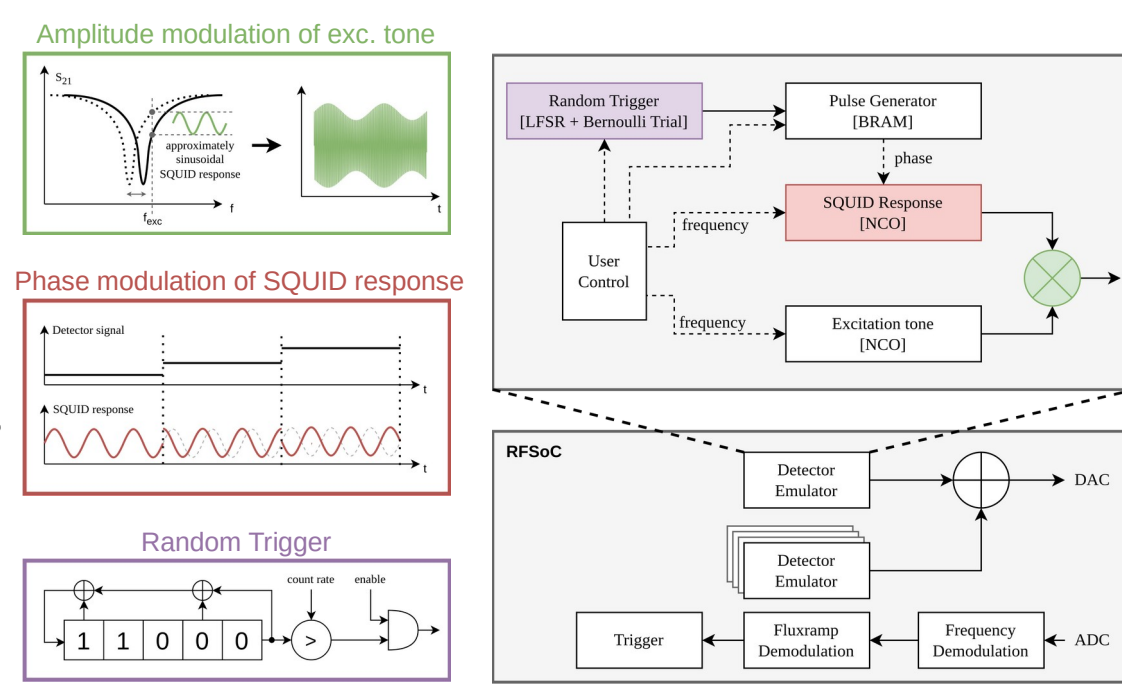 Amplitude modulation of exc. tone
S21
approximately
sinusoidal
SQUID response
f
fexc
t
Phase modulation of SQUID response
Detector signal
t
SQUID response
t
Random Trigger
count rate
enable
1 1 0 0 0
>
Random Trigger
[LFSR + Bernoulli Trial]
Pulse Generator
[BRAM]
phase
SQUID Response
[NCO]
frequency
User
Control
frequency
Excitation tone
[NCO]
RFSoC
Detector
Emulator
DAC
Detector
Emulator
Trigger
Fluxramp
Demodulation
Frequency
Demodulation
ADC